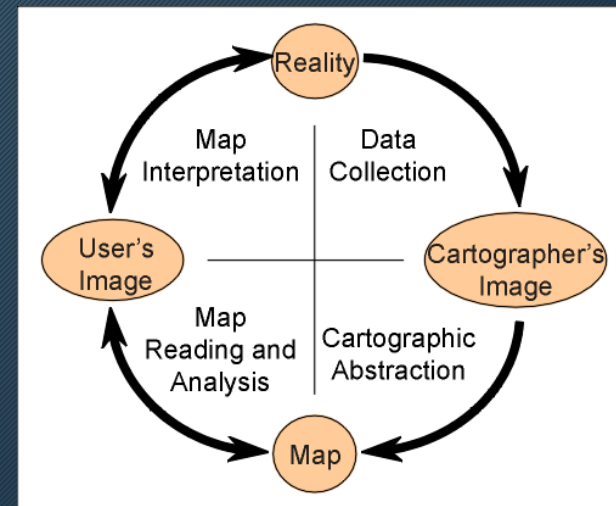 Reality
Map
Interpretation
Data
Collection
User's
Image
Cartographer's
Image
Map
Reading and
Analysis
Cartographic
Abstraction
Map